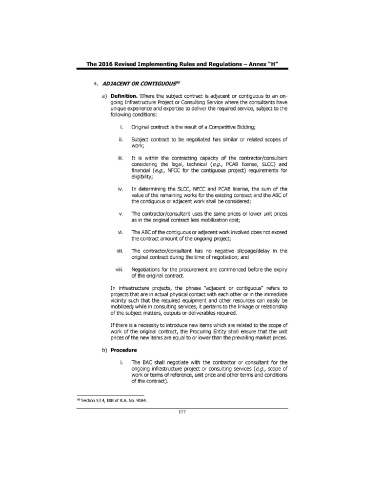 The 2016 Revised Implementing Rules and Regulations – Annex "H"
4. ADJACENT OR CONTIGUOUS
a) Definition. Where the subject contract is adjacent or contiguous to an on-
going Infrastructure Project or Consulting Service where the consultants have
unique experience and expertise to deliver the required service, subject to the
following conditions:
i. Original contract is the result of a Competitive Bidding;
ii. Subject contract to be negotiated has similar or related scopes of
work;
iii. It is within the contracting capacity of the contractor/consultant
considering the legal, technical (e.g., PCAB license, SLCC) and
financial (e.g., NFCC for the contiguous project) requirements for
eligibility;
iv. In determining the SLCC, NFCC and PCAB license, the sum of the
value of the remaining works for the existing contract and the ABC of
the contiguous or adjacent work shall be considered;
v. The contractor/consultant uses the same prices or lower unit prices
as in the original contract less mobilization cost;
vi. The ABC of the contiguous or adjacent work involved does not exceed
the contract amount of the ongoing project;
vii. The contractor/consultant has no negative slippage/delay in the
original contract during the time of negotiation; and
viii. Negotiations for the procurement are commenced before the expiry
of the original contract.
In infrastructure projects, the phrase "adjacent or contiguous" refers to
projects that are in actual physical contact with each other or in the immediate
vicinity such that the required equipment and other resources can easily be
mobilized; while in consulting services, it pertains to the linkage or relationship
of the subject matters, outputs or deliverables required.
If there is a necessity to introduce new items which are related to the scope of
work of the original contract, the Procuring Entity shall ensure that the unit
prices of the new items are equal to or lower than the prevailing market prices.
b) Procedure
i. The BAC shall negotiate with the contractor or consultant for the
ongoing infrastructure project or consulting services (e.g., scope of
work or terms of reference, unit price and other terms and conditions
of the contract).
Section 53.4, IRR of R.A. No. 9184.